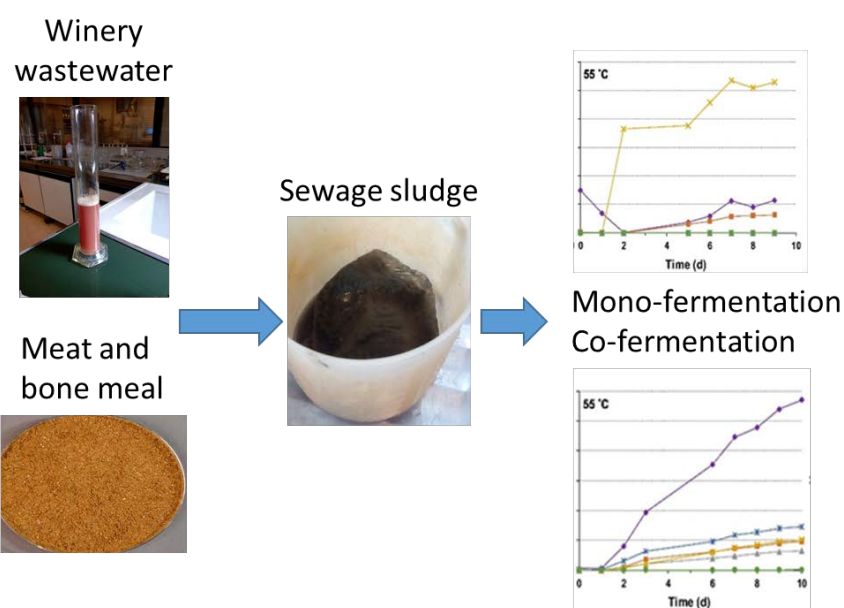 Winery
wastewater
Meat and
bone meal
Sewage sludge
55 °C
0 2 4 6 8 10
Time (d)
Mono-fermentation
Co-fermentation
55 °C
0 2 4 6 8 10
Time (d)